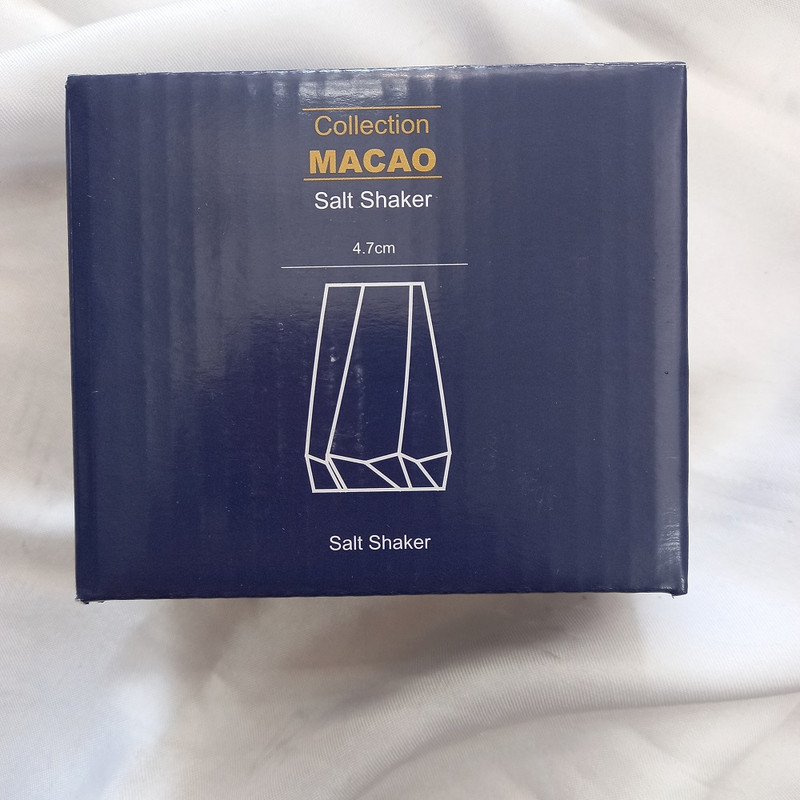 Collection
MACAO
Salt Shaker
4.7cm
Salt Shaker